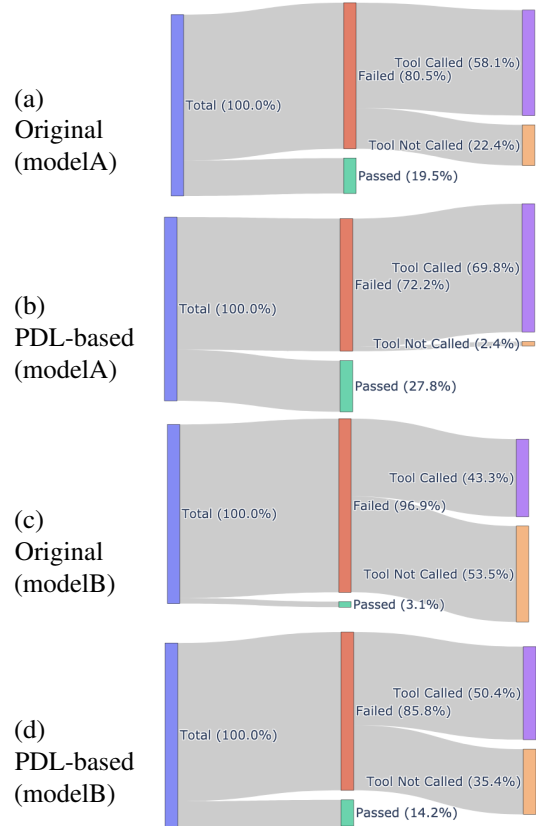 (a)
Original
(modelA)
Total (100.0%)
Tool Called (58.1%)
Failed (80.5%)
Tool Not Called (22.4%)
Passed (19.5%)
(b)
PDL-based
(modelA)
Total (100.0%)
Tool Called (69.8%)
Failed (72.2%)
Tool Not Called (2.4%)
Passed (27.8%)
(c)
Original
(modelB)
Total (100.0%)
Tool Called (43.3%)
Failed (96.9%)
Tool Not Called (53.5%)
Passed (3.1%)
(d)
PDL-based
(modelB)
Total (100.0%)
Tool Called (50.4%)
Failed (85.8%)
Tool Not Called (35.4%)
Passed (14.2%)